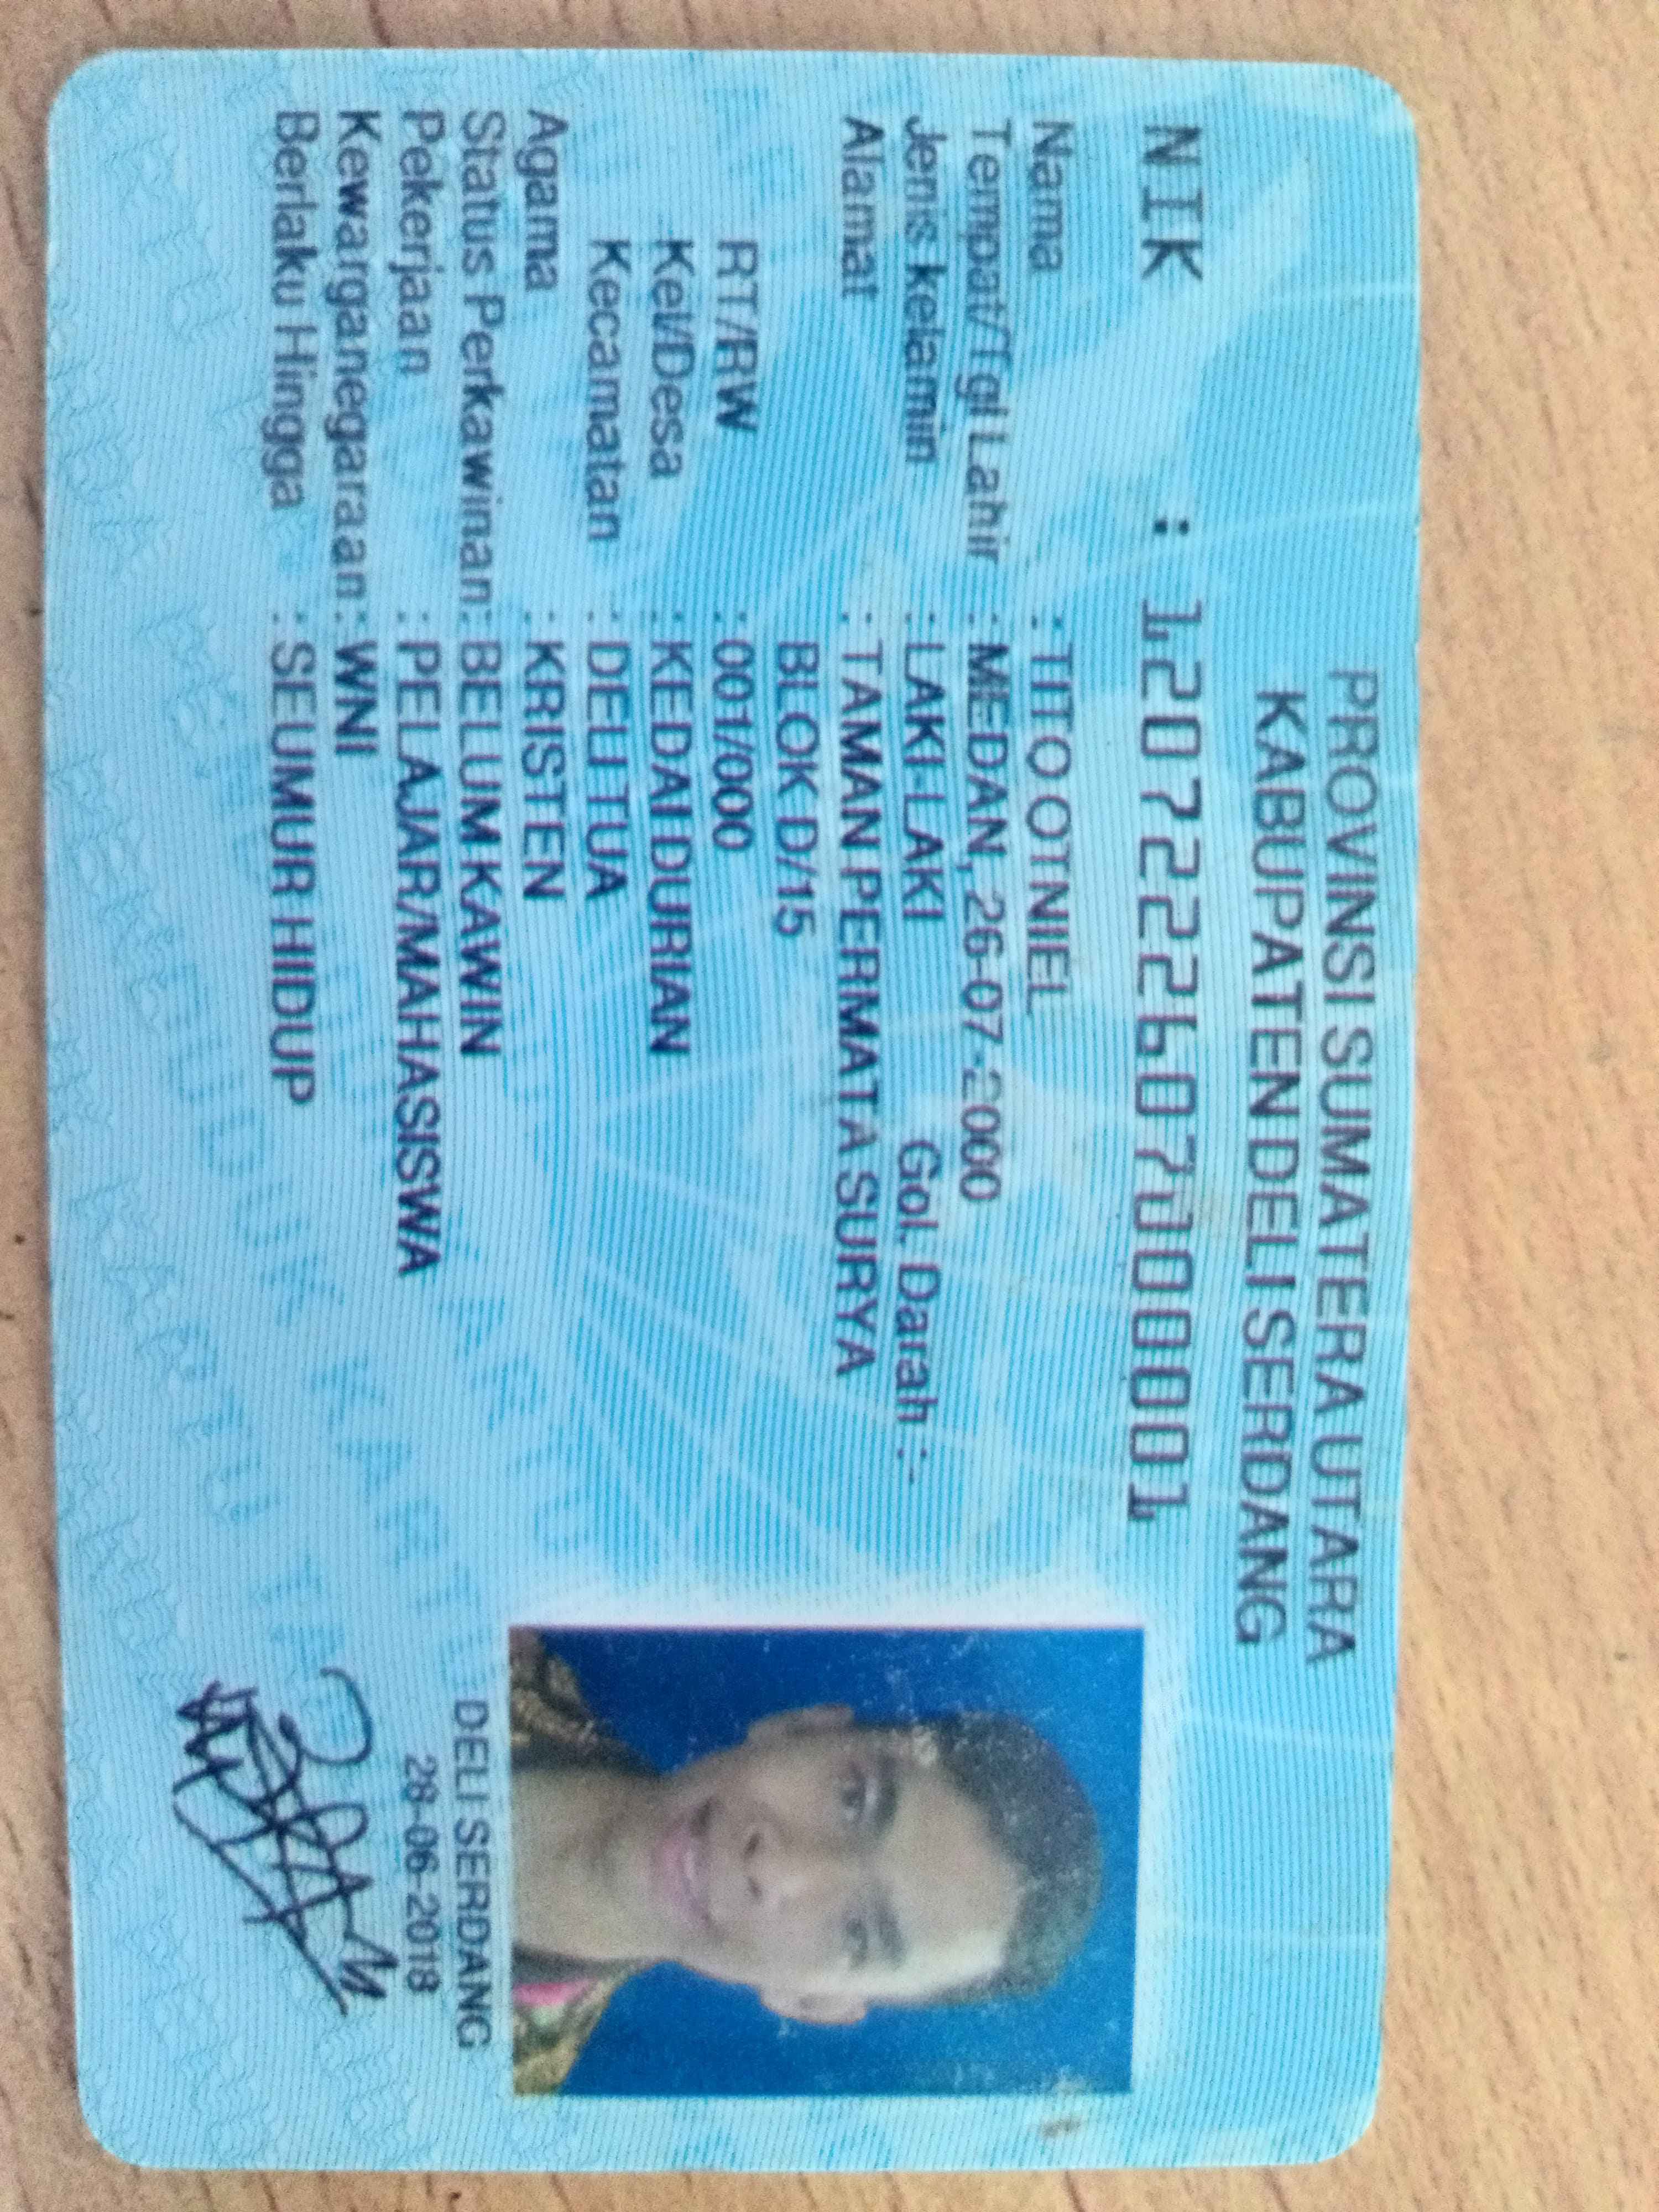 PROVINSI SUMATERA UTARA
KABUPATEN DELI SERDANG
NIK : 1207222607000001
Nama : TITO OTNIEL
Tempat/Tgl Lahir : MEDAN, 26-07-2000
Jenis kelamin : LAKI-LAKI Gol. Darah :-
Alamat : TAMAN PERMATA SURYA
BLOK D/15
RT/RW : 001/000
Kel/Desa : KEDAI DURIAN
Kecamatan : DELI TUA
Agama : KRISTEN
Status Perkawinan: BELUM KAWIN
Pekerjaan : PELAJAR/MAHASISWA
Kewarganegaraan: WNI
Berlaku Hingga : SEUMUR HIDUP
DELI SERDANG
28-06-2018